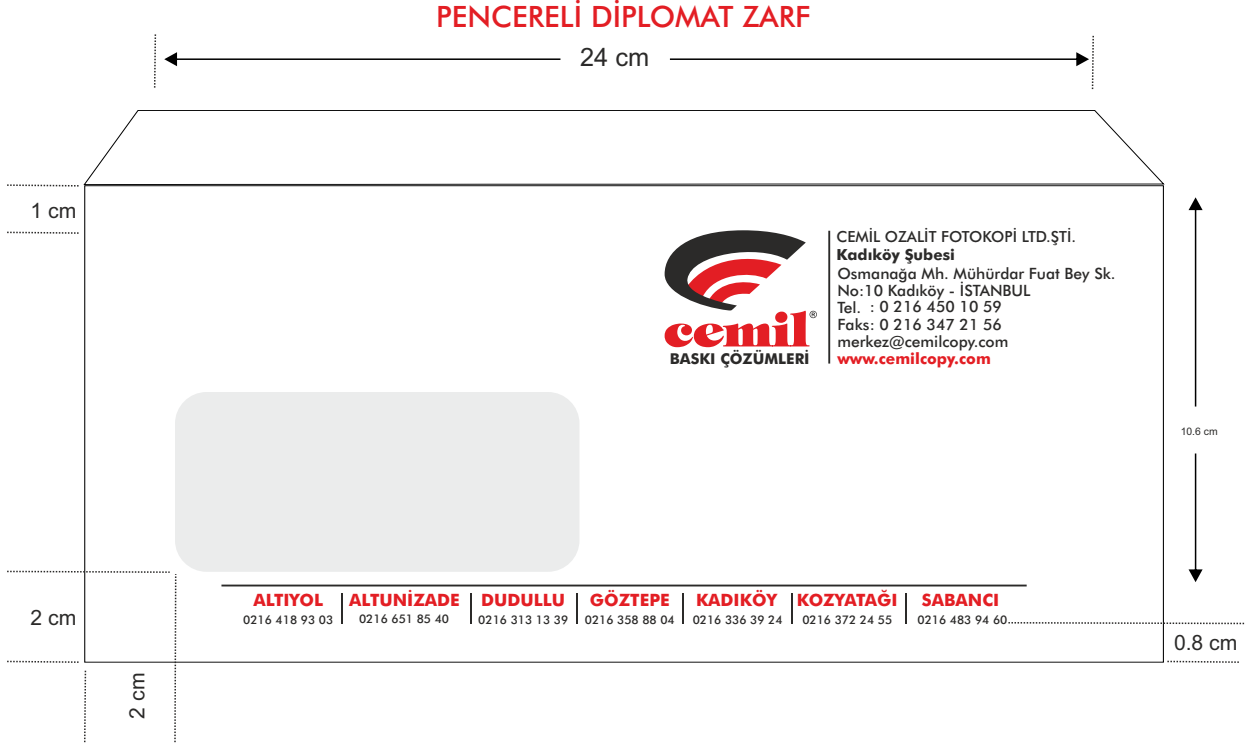 PENCERELİ DİPLOMAT ZARF
24 cm
1 cm
CEMİL OZALİT FOTOKOPİ LTD.ŞTİ.
Kadıköy Şubesi
Osmanağa Mh. Mühürdar Fuat Bey Sk.
No:10 Kadıköy - İSTANBUL
Tel. : 0 216 450 10 59
Faks: 0 216 347 21 56
merkez@cemilcopy.com
www.cemilcopy.com
cemil®
BASKI ÇÖZÜMLERİ
10.6 cm
ALTIYOL | ALTUNİZADE | DUDULLU | GÖZTEPE | KADIKÖY | KOZYATAĞI | SABANCI
0216 418 93 03 | 0216 651 85 40 | 0216 313 13 39 | 0216 358 88 04 | 0216 336 39 24 | 0216 372 24 55 | 0216 483 94 60
2 cm
0.8 cm
2 cm